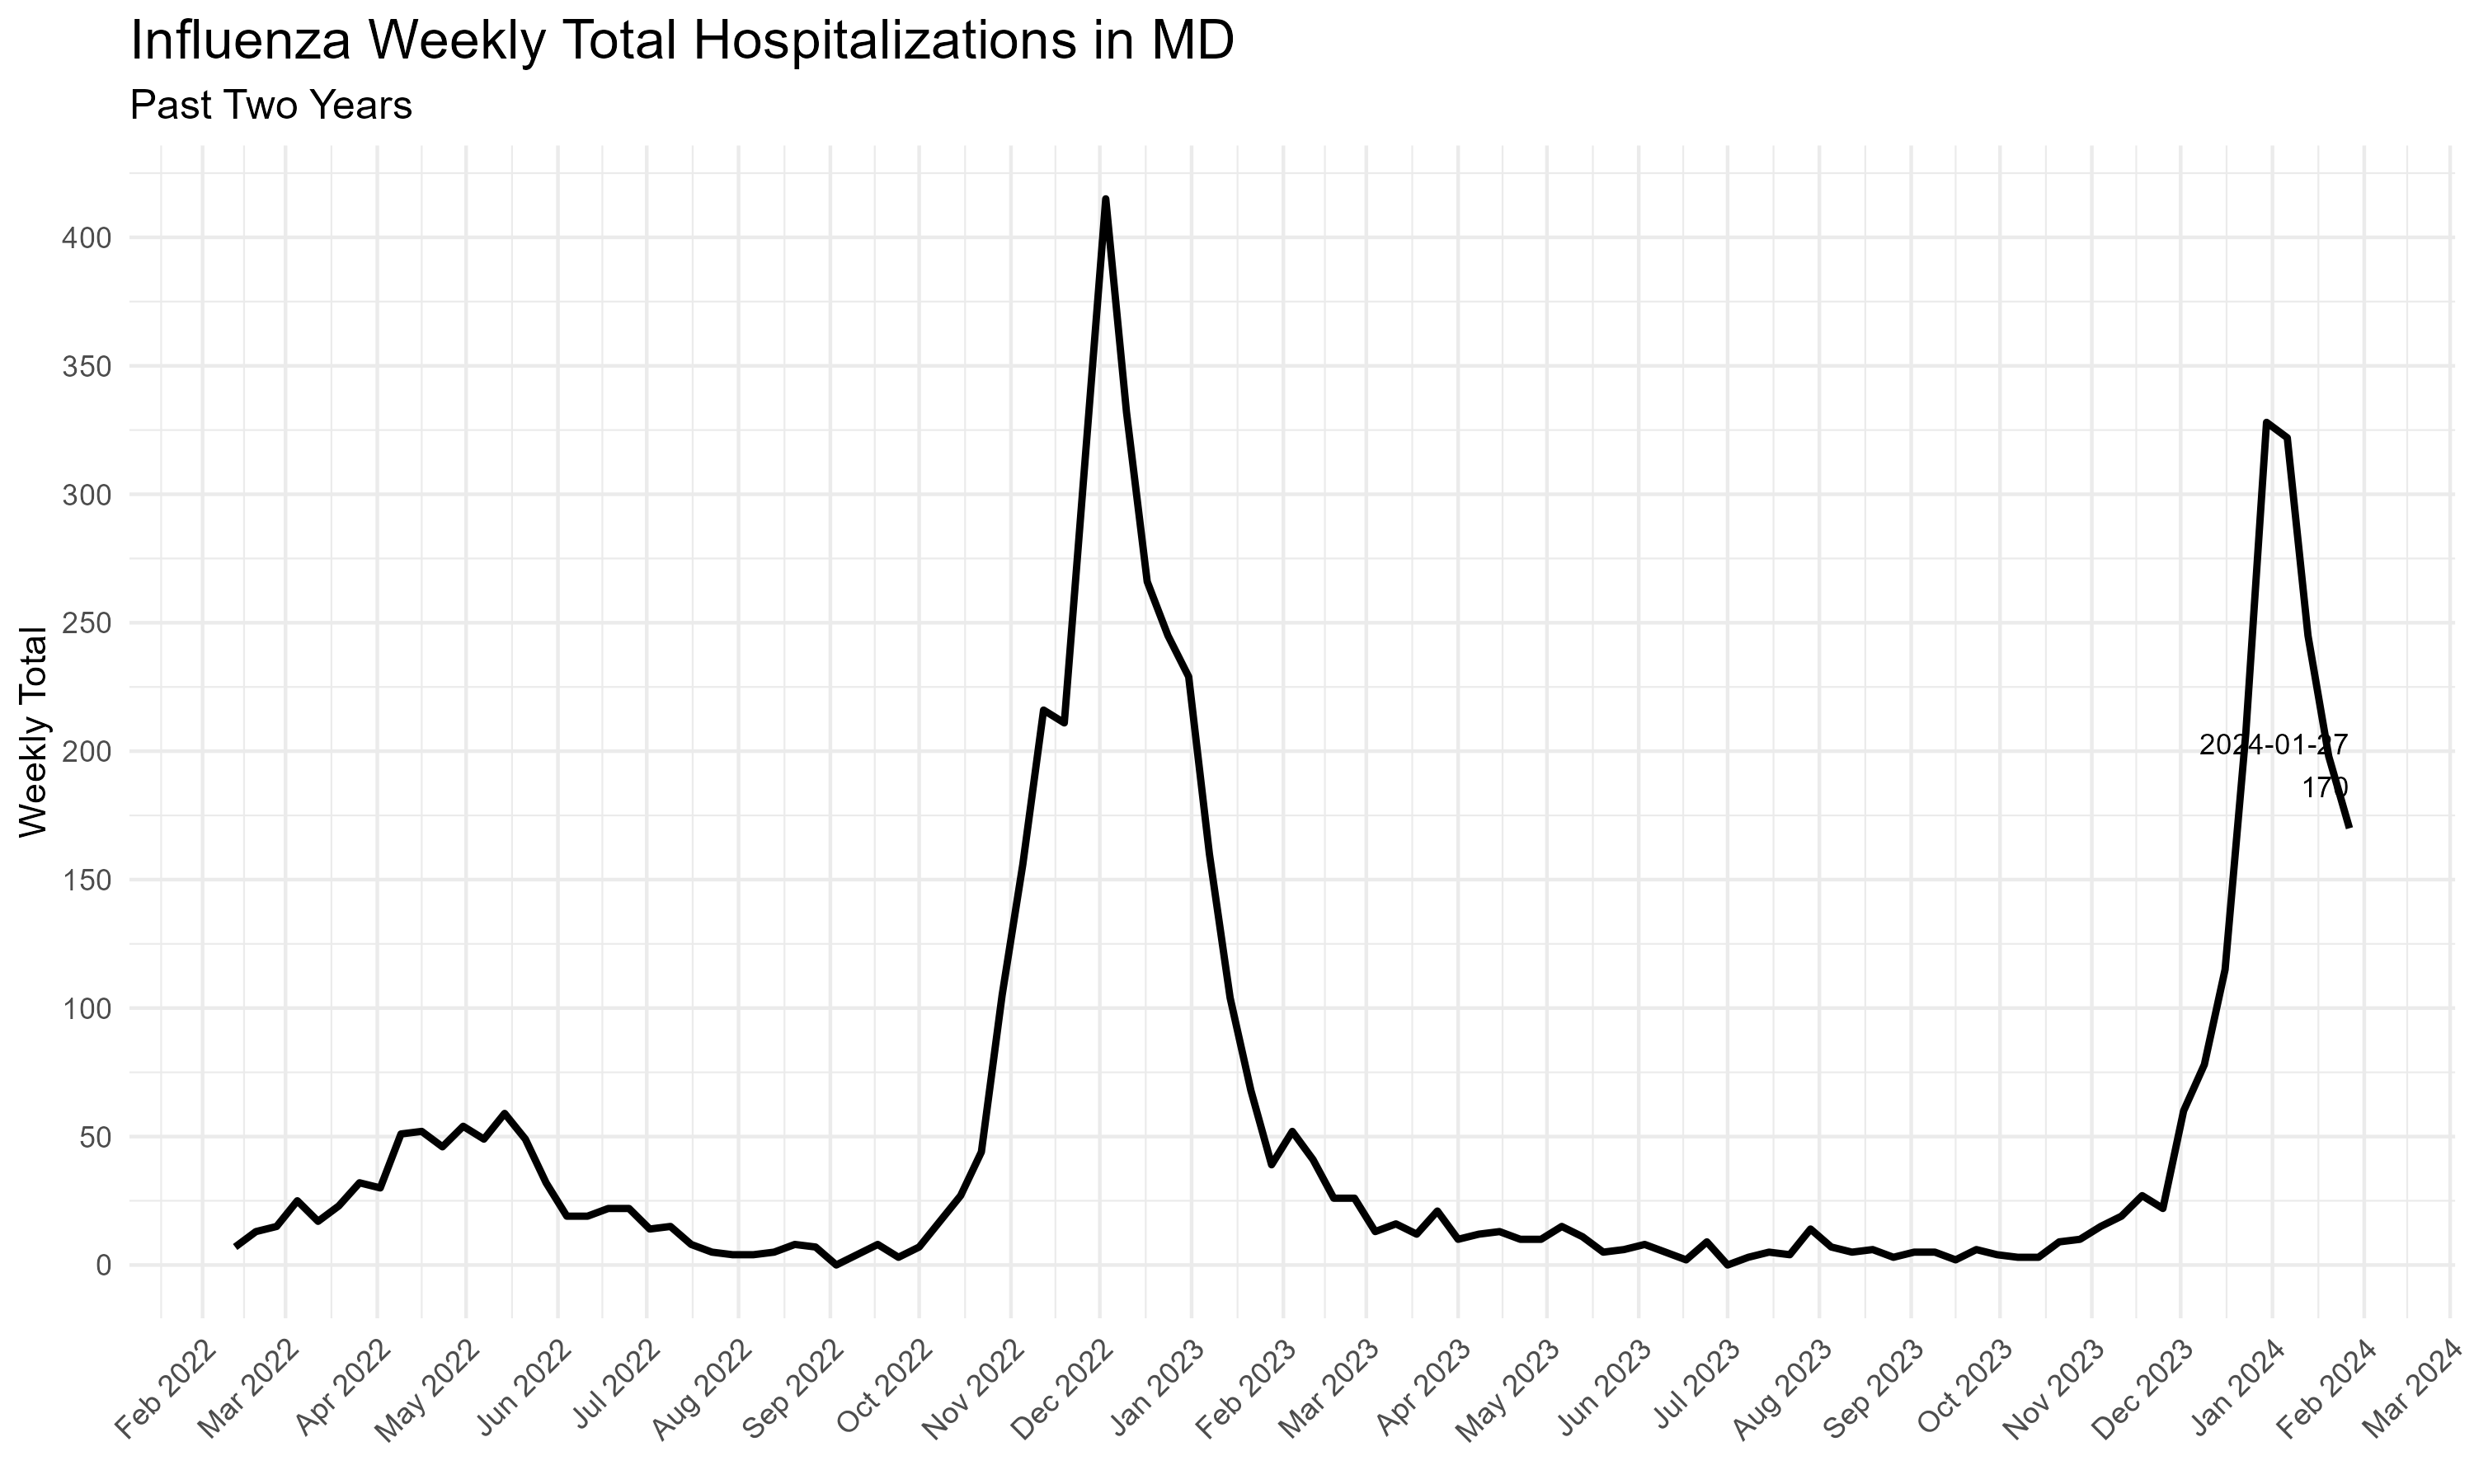 Influenza Weekly Total Hospitalizations in MD
Past Two Years
Weekly Total
400
350
300
250
200
150
100
50
0
2024-01-27
170
Feb 2022
Mar 2022
Apr 2022
May 2022
Jun 2022
Jul 2022
Aug 2022
Sep 2022
Oct 2022
Nov 2022
Dec 2022
Jan 2023
Feb 2023
Mar 2023
Apr 2023
May 2023
Jun 2023
Jul 2023
Aug 2023
Sep 2023
Oct 2023
Nov 2023
Dec 2023
Jan 2024
Feb 2024
Mar 2024